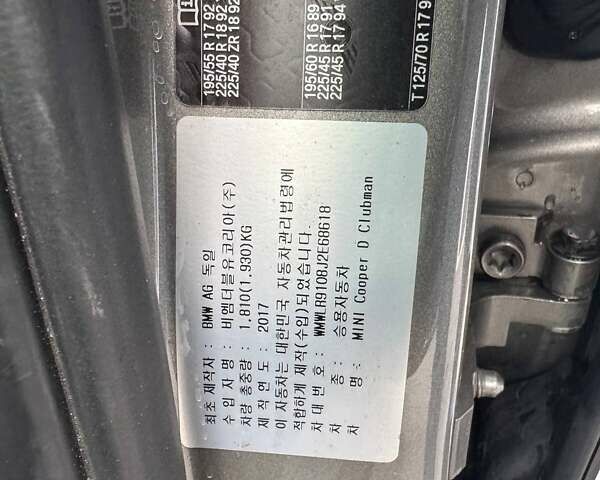 195/55 R 17 92
225/40 R 18 92
225/40 ZR 18 92
195/60 R 16 89
225/45 R 17 91
225/45 R 17 94
T 125/70 R 17 9
최초 제작자 : BMW AG 독일
수 입 자 명 : 비엠더블유코리아(주)
차량 총중량 : 1,810(1,930)KG
제 작 연 도 : 2017
이 자동차는 대한민국 자동차관리법령에
적합하게 제작(수입)되었습니다.
차 대 번 호 : WMWLB9108J2E68618
차 종 : 승용자동차
차 명 : MINI Cooper D Clubman